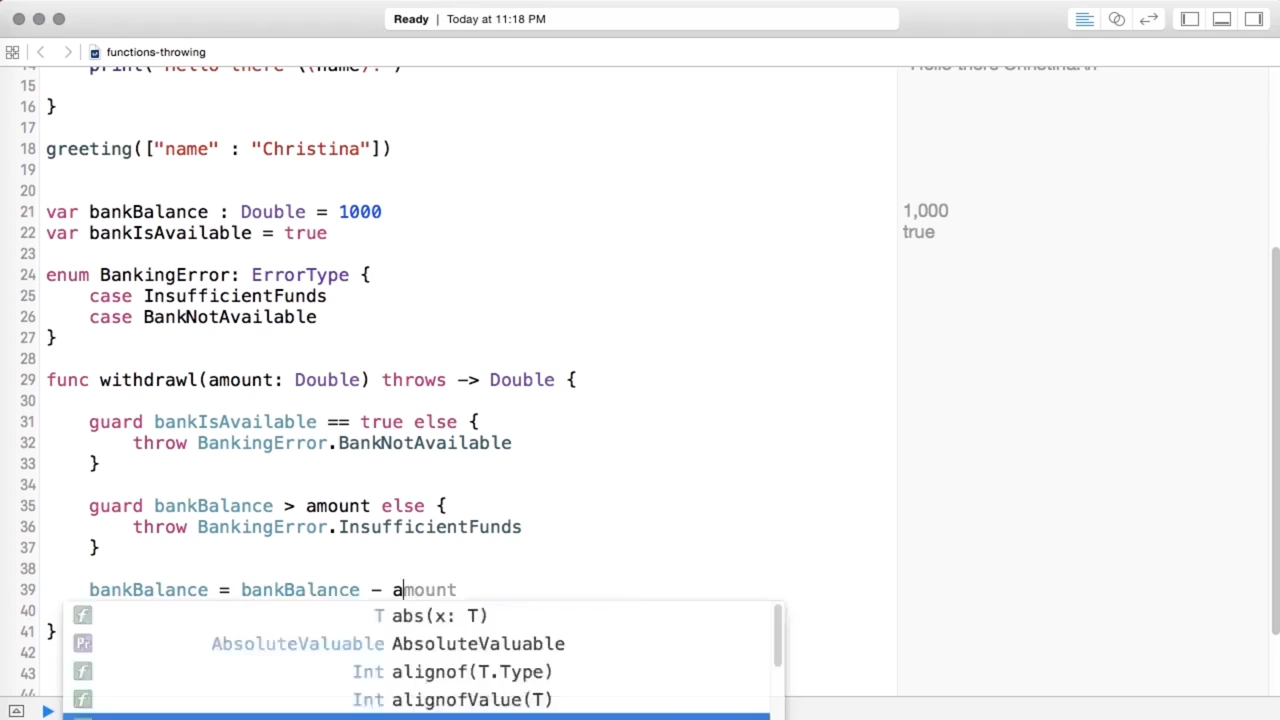 Ready | Today at 11:18 PM
functions-throwing
15
16 }
17
18 greeting(["name" : "Christina"])
19
20
21 var bankBalance : Double = 1000 1,000
22 var bankIsAvailable = true true
23
24 enum BankingError: ErrorType {
25 case InsufficientFunds
26 case BankNotAvailable
27 }
28
29 func withdrawl(amount: Double) throws -> Double {
30
31 guard bankIsAvailable == true else {
32 throw BankingError.BankNotAvailable
33 }
34
35 guard bankBalance > amount else {
36 throw BankingError.InsufficientFunds
37 }
38
39 bankBalance = bankBalance - amount
40
f T abs(x: T)
41 }
Pr AbsoluteValuable AbsoluteValuable
42
f Int alignof(T.Type)
43
f Int alignofValue(T)